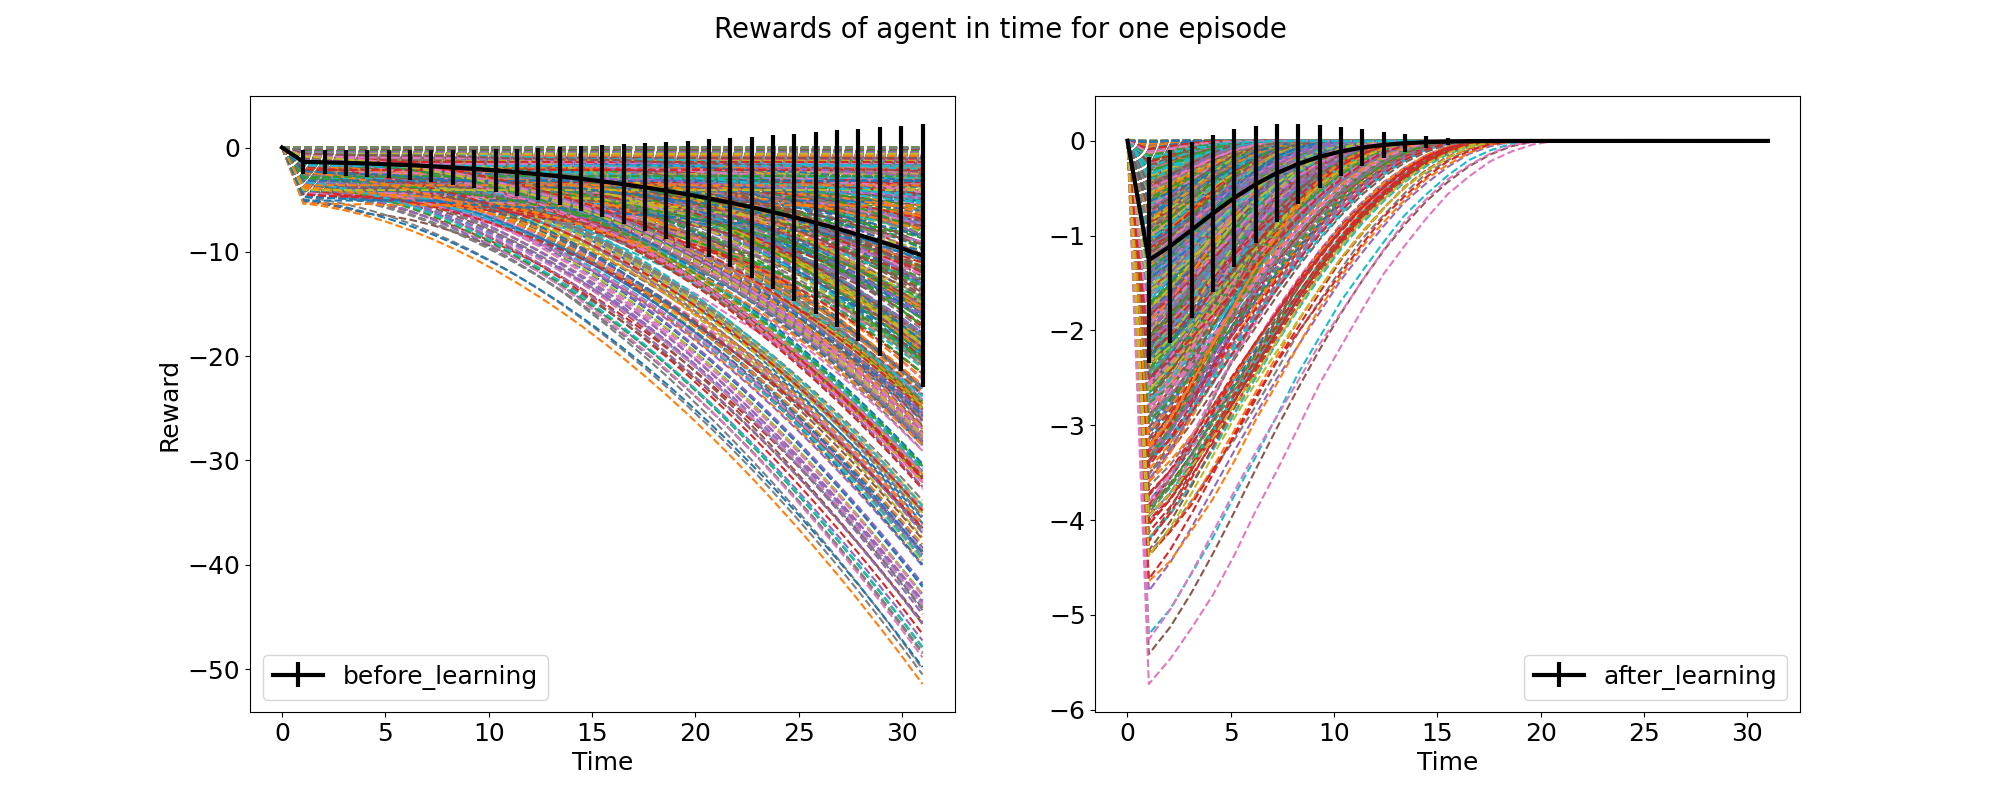 Rewards of agent in time for one episode
Reward
0
−10
−20
−30
−40
−50
before_learning
0 5 10 15 20 25 30
Time
0
−1
−2
−3
−4
−5
−6
after_learning
0 5 10 15 20 25 30
Time